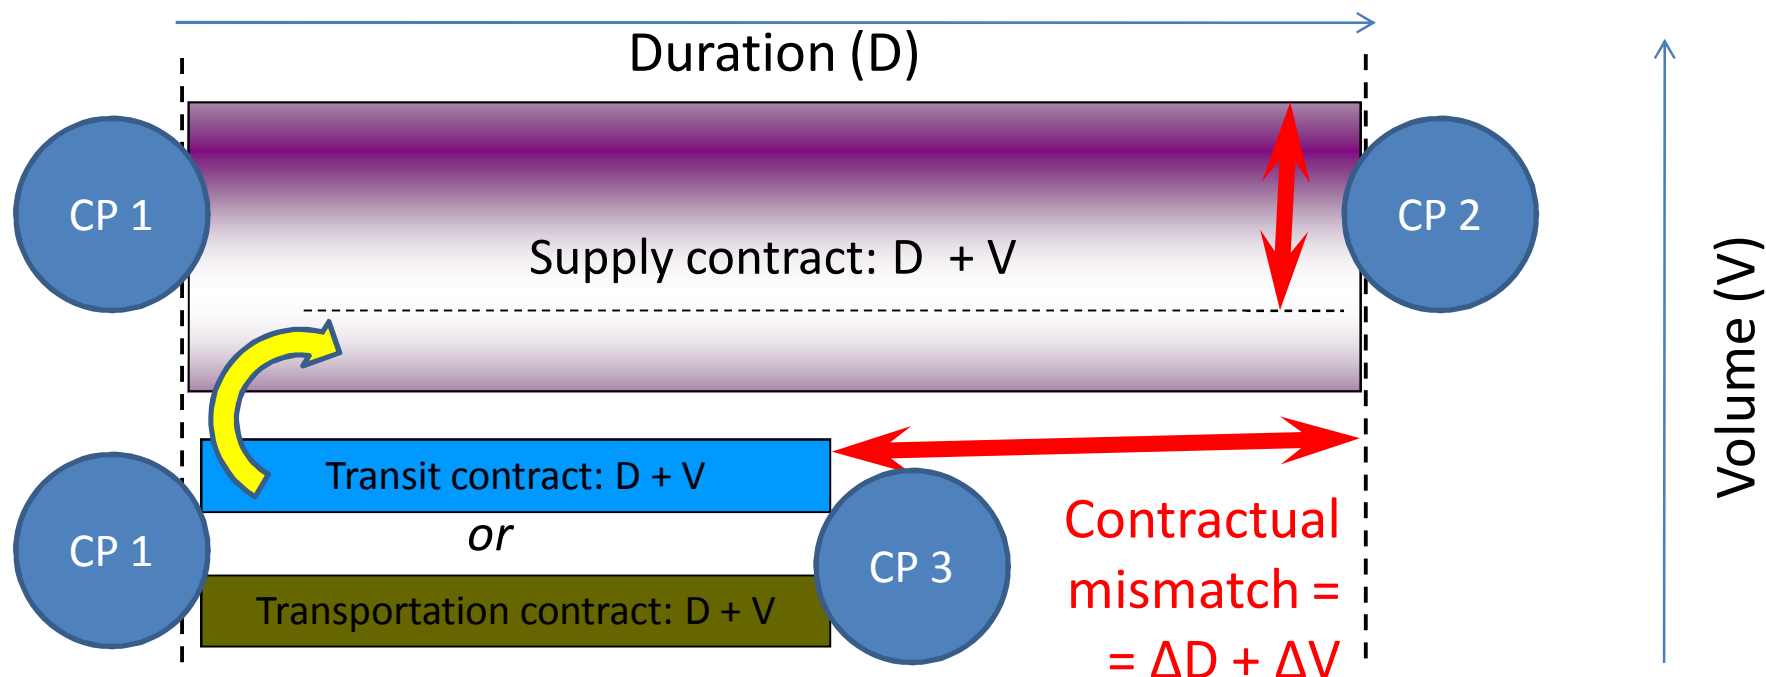 Duration (D)
CP 1
CP 2
Supply contract: D + V
Volume (V)
Transit contract: D + V
or
CP 1
CP 3
Transportation contract: D + V
Contractual
mismatch =
= ΔD + ΔV